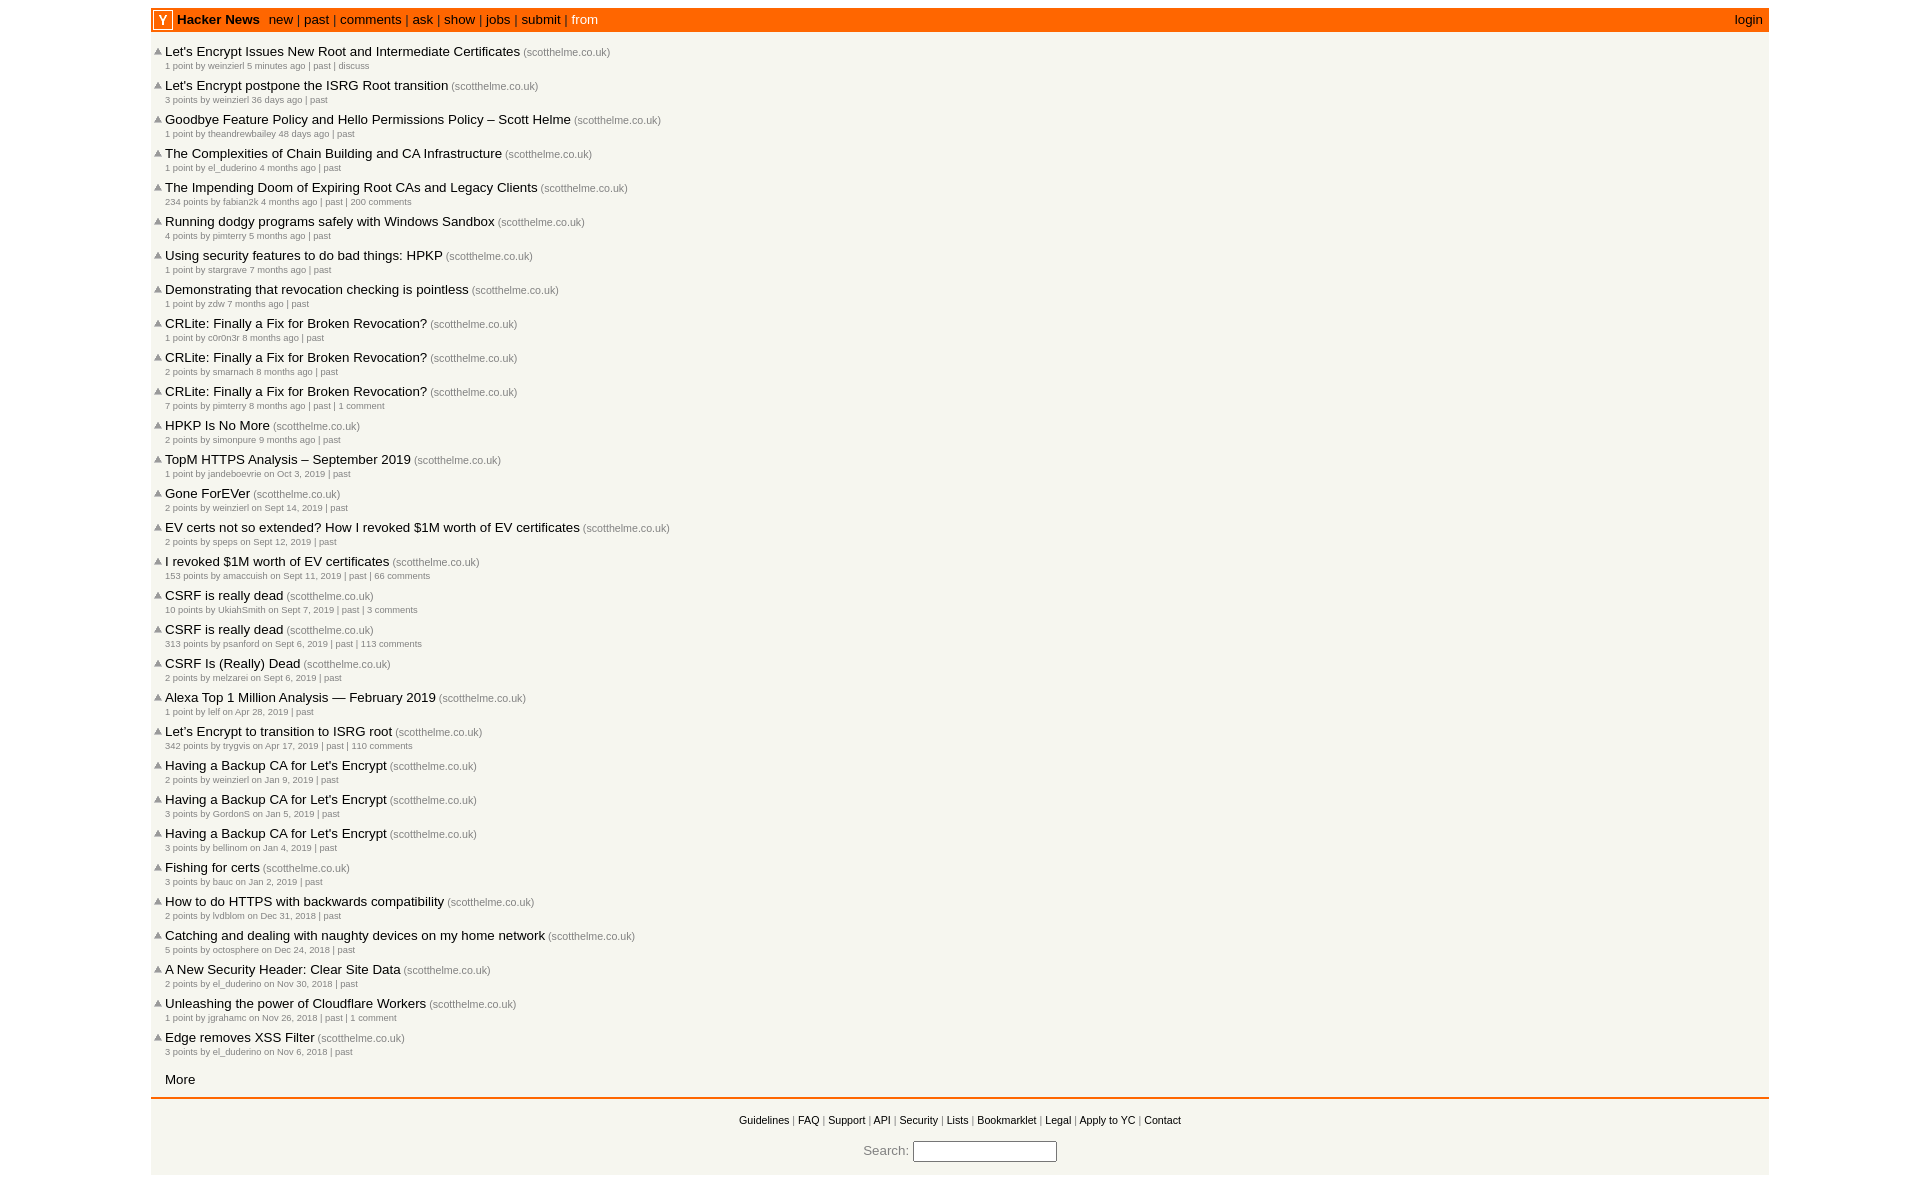 Y Hacker News new | past | comments | ask | show | jobs | submit | from login
Let's Encrypt Issues New Root and Intermediate Certificates (scotthelme.co.uk)
1 point by weinzierl 5 minutes ago | past | discuss
Let's Encrypt postpone the ISRG Root transition (scotthelme.co.uk)
3 points by weinzierl 36 days ago | past
Goodbye Feature Policy and Hello Permissions Policy – Scott Helme (scotthelme.co.uk)
1 point by theandrewbailey 48 days ago | past
The Complexities of Chain Building and CA Infrastructure (scotthelme.co.uk)
1 point by el_duderino 4 months ago | past
The Impending Doom of Expiring Root CAs and Legacy Clients (scotthelme.co.uk)
234 points by fabian2k 4 months ago | past | 200 comments
Running dodgy programs safely with Windows Sandbox (scotthelme.co.uk)
4 points by pimterry 5 months ago | past
Using security features to do bad things: HPKP (scotthelme.co.uk)
1 point by stargrave 7 months ago | past
Demonstrating that revocation checking is pointless (scotthelme.co.uk)
1 point by zdw 7 months ago | past
CRLite: Finally a Fix for Broken Revocation? (scotthelme.co.uk)
1 point by c0r0n3r 8 months ago | past
CRLite: Finally a Fix for Broken Revocation? (scotthelme.co.uk)
2 points by smarnach 8 months ago | past
CRLite: Finally a Fix for Broken Revocation? (scotthelme.co.uk)
7 points by pimterry 8 months ago | past | 1 comment
HPKP Is No More (scotthelme.co.uk)
2 points by simonpure 9 months ago | past
TopM HTTPS Analysis – September 2019 (scotthelme.co.uk)
1 point by jandeboevrie on Oct 3, 2019 | past
Gone ForEVer (scotthelme.co.uk)
2 points by weinzierl on Sept 14, 2019 | past
EV certs not so extended? How I revoked $1M worth of EV certificates (scotthelme.co.uk)
2 points by speps on Sept 12, 2019 | past
I revoked $1M worth of EV certificates (scotthelme.co.uk)
153 points by amaccuish on Sept 11, 2019 | past | 66 comments
CSRF is really dead (scotthelme.co.uk)
10 points by UkiahSmith on Sept 7, 2019 | past | 3 comments
CSRF is really dead (scotthelme.co.uk)
313 points by psanford on Sept 6, 2019 | past | 113 comments
CSRF Is (Really) Dead (scotthelme.co.uk)
2 points by melzarei on Sept 6, 2019 | past
Alexa Top 1 Million Analysis — February 2019 (scotthelme.co.uk)
1 point by lelf on Apr 28, 2019 | past
Let’s Encrypt to transition to ISRG root (scotthelme.co.uk)
342 points by trygvis on Apr 17, 2019 | past | 110 comments
Having a Backup CA for Let's Encrypt (scotthelme.co.uk)
2 points by weinzierl on Jan 9, 2019 | past
Having a Backup CA for Let's Encrypt (scotthelme.co.uk)
3 points by GordonS on Jan 5, 2019 | past
Having a Backup CA for Let's Encrypt (scotthelme.co.uk)
3 points by bellinom on Jan 4, 2019 | past
Fishing for certs (scotthelme.co.uk)
3 points by bauc on Jan 2, 2019 | past
How to do HTTPS with backwards compatibility (scotthelme.co.uk)
2 points by lvdblom on Dec 31, 2018 | past
Catching and dealing with naughty devices on my home network (scotthelme.co.uk)
5 points by octosphere on Dec 24, 2018 | past
A New Security Header: Clear Site Data (scotthelme.co.uk)
2 points by el_duderino on Nov 30, 2018 | past
Unleashing the power of Cloudflare Workers (scotthelme.co.uk)
1 point by jgrahamc on Nov 26, 2018 | past | 1 comment
Edge removes XSS Filter (scotthelme.co.uk)
3 points by el_duderino on Nov 6, 2018 | past
More
Guidelines | FAQ | Support | API | Security | Lists | Bookmarklet | Legal | Apply to YC | Contact
Search: